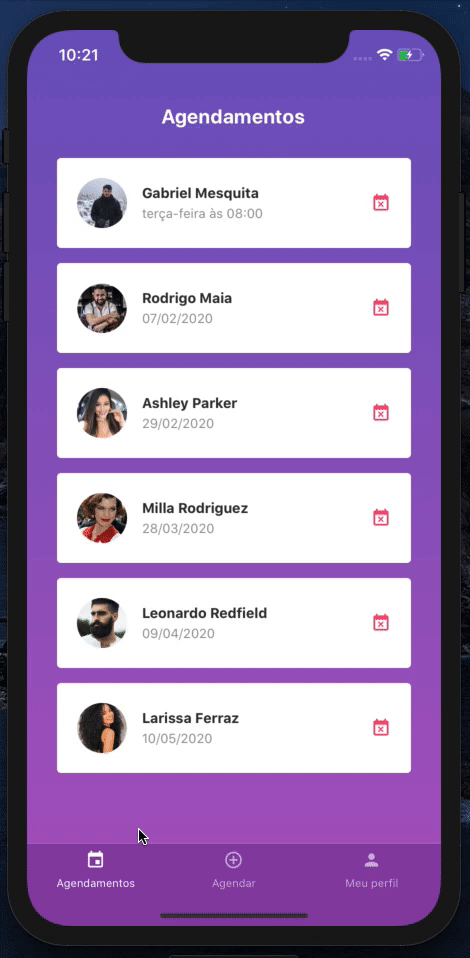 10:21
Agendamentos
Gabriel Mesquita
terça-feira às 08:00
Rodrigo Maia
07/02/2020
Ashley Parker
29/02/2020
Milla Rodriguez
28/03/2020
Leonardo Redfield
09/04/2020
Larissa Ferraz
10/05/2020
Agendamentos
Agendar
Meu perfil